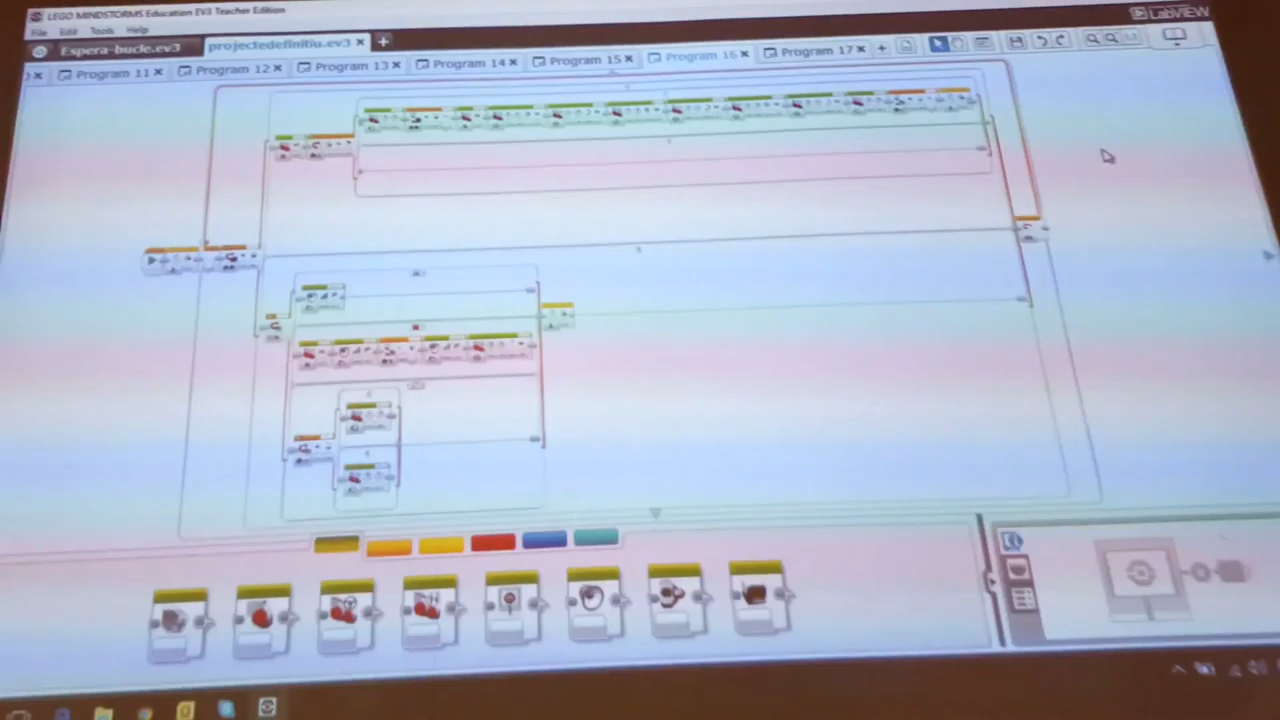 LEGO MINDSTORMS Education EV3 Teacher Edition
File Edit Tools Help
LabVIEW
Espera-bucle.ev3 projectedefinitiu.ev3
Program 11 Program 12 Program 13 Program 14 Program 15 Program 16 Program 17